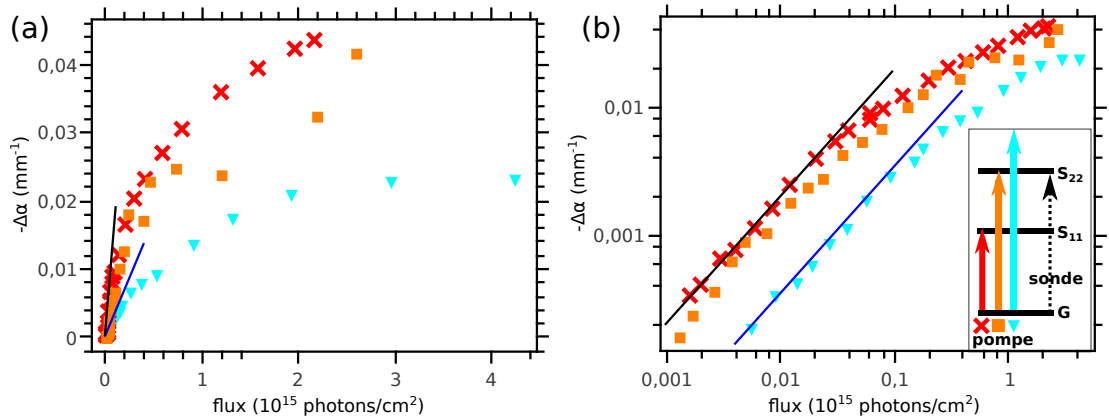 (a)
0,04
0,03
0,02
0,01
0
-Δα (mm⁻¹)
0 1 2 3 4
flux (10¹⁵ photons/cm²)
(b)
0,01
0,001
-Δα (mm⁻¹)
0,001 0,01 0,1 1
flux (10¹⁵ photons/cm²)
S₂₂
S₁₁
sonde
G
pompe